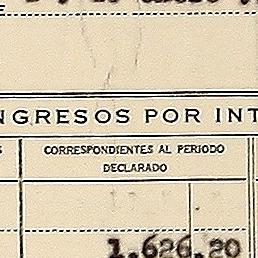 NGRESOS POR INT
CORRESPONDIENTES AL PERIODO
DECLARADO
1.626,20